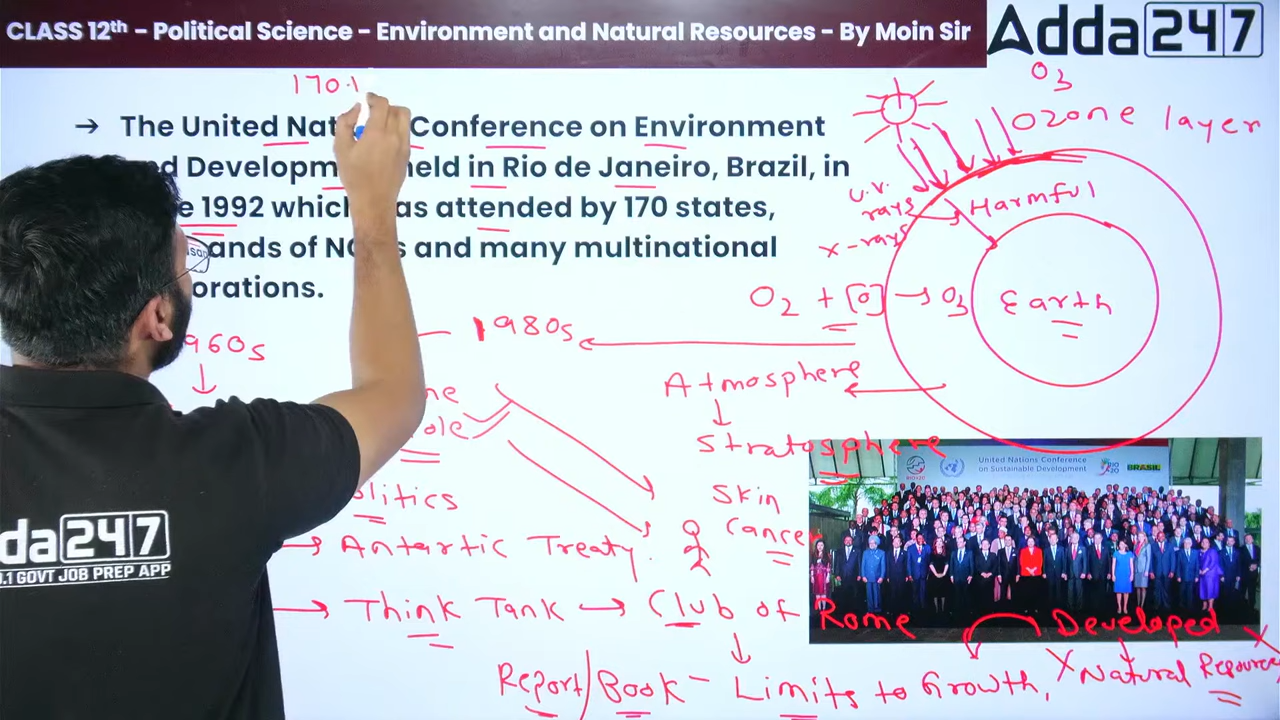 CLASS 12th - Political Science - Environment and Natural Resources - By Moin Sir
Adda247
170.1
→ The United Nat Conference on Environment
d Developm held in Rio de Janeiro, Brazil, in
e 1992 which as attended by 170 states,
ands of N s and many multinational
orations.
O3
Ozone layer
U.V.
rays
x-rays
Harmful
O2 + [O] → O3
Earth
960s
1980s
Atmosphere
Stratosphere
ne
ole
olitics
Skin
Cancer
→ Antartic Treaty.
→ Think Tank → Club of Rome
Report/Book - Limits to Growth,
Developed
X Natural Resources X
United Nations Conference
on Sustainable Development
RIO+20
BRASIL
da247
.1 GOVT JOB PREP APP